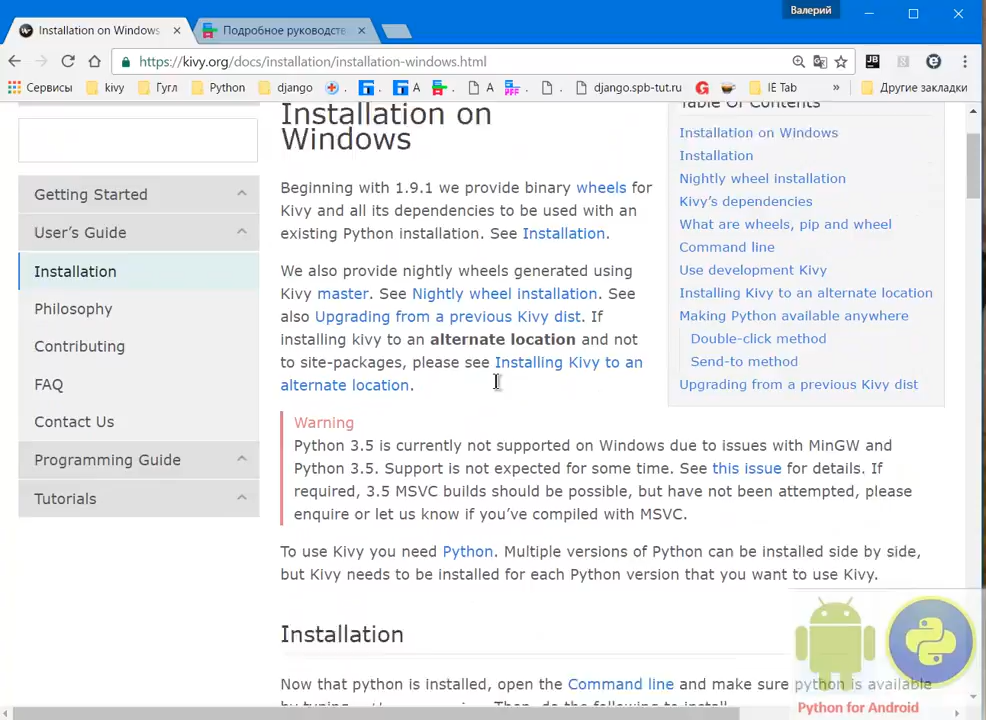 Валерий
Installation on Windows
Подробное руководств
https://kivy.org/docs/installation/installation-windows.html
JB
Сервисы
kivy
Гугл
Python
django
.
T .
T А
.
А
PPF .
.
django.spb-tut.ru
G
.
IE Tab
»
Другие закладки
Installation on
Windows
Table Of Contents
Installation on Windows
Installation
Nightly wheel installation
Kivy's dependencies
What are wheels, pip and wheel
Command line
Use development Kivy
Installing Kivy to an alternate location
Making Python available anywhere
Double-click method
Send-to method
Upgrading from a previous Kivy dist
Getting Started
User's Guide
Installation
Philosophy
Contributing
FAQ
Contact Us
Programming Guide
Tutorials
Beginning with 1.9.1 we provide binary wheels for
Kivy and all its dependencies to be used with an
existing Python installation. See Installation.
We also provide nightly wheels generated using
Kivy master. See Nightly wheel installation. See
also Upgrading from a previous Kivy dist. If
installing kivy to an alternate location and not
to site-packages, please see Installing Kivy to an
alternate location.
Warning
Python 3.5 is currently not supported on Windows due to issues with MinGW and
Python 3.5. Support is not expected for some time. See this issue for details. If
required, 3.5 MSVC builds should be possible, but have not been attempted, please
enquire or let us know if you've compiled with MSVC.
To use Kivy you need Python. Multiple versions of Python can be installed side by side,
but Kivy needs to be installed for each Python version that you want to use Kivy.
Installation
Now that python is installed, open the Command line and make sure python is available
Python for Android